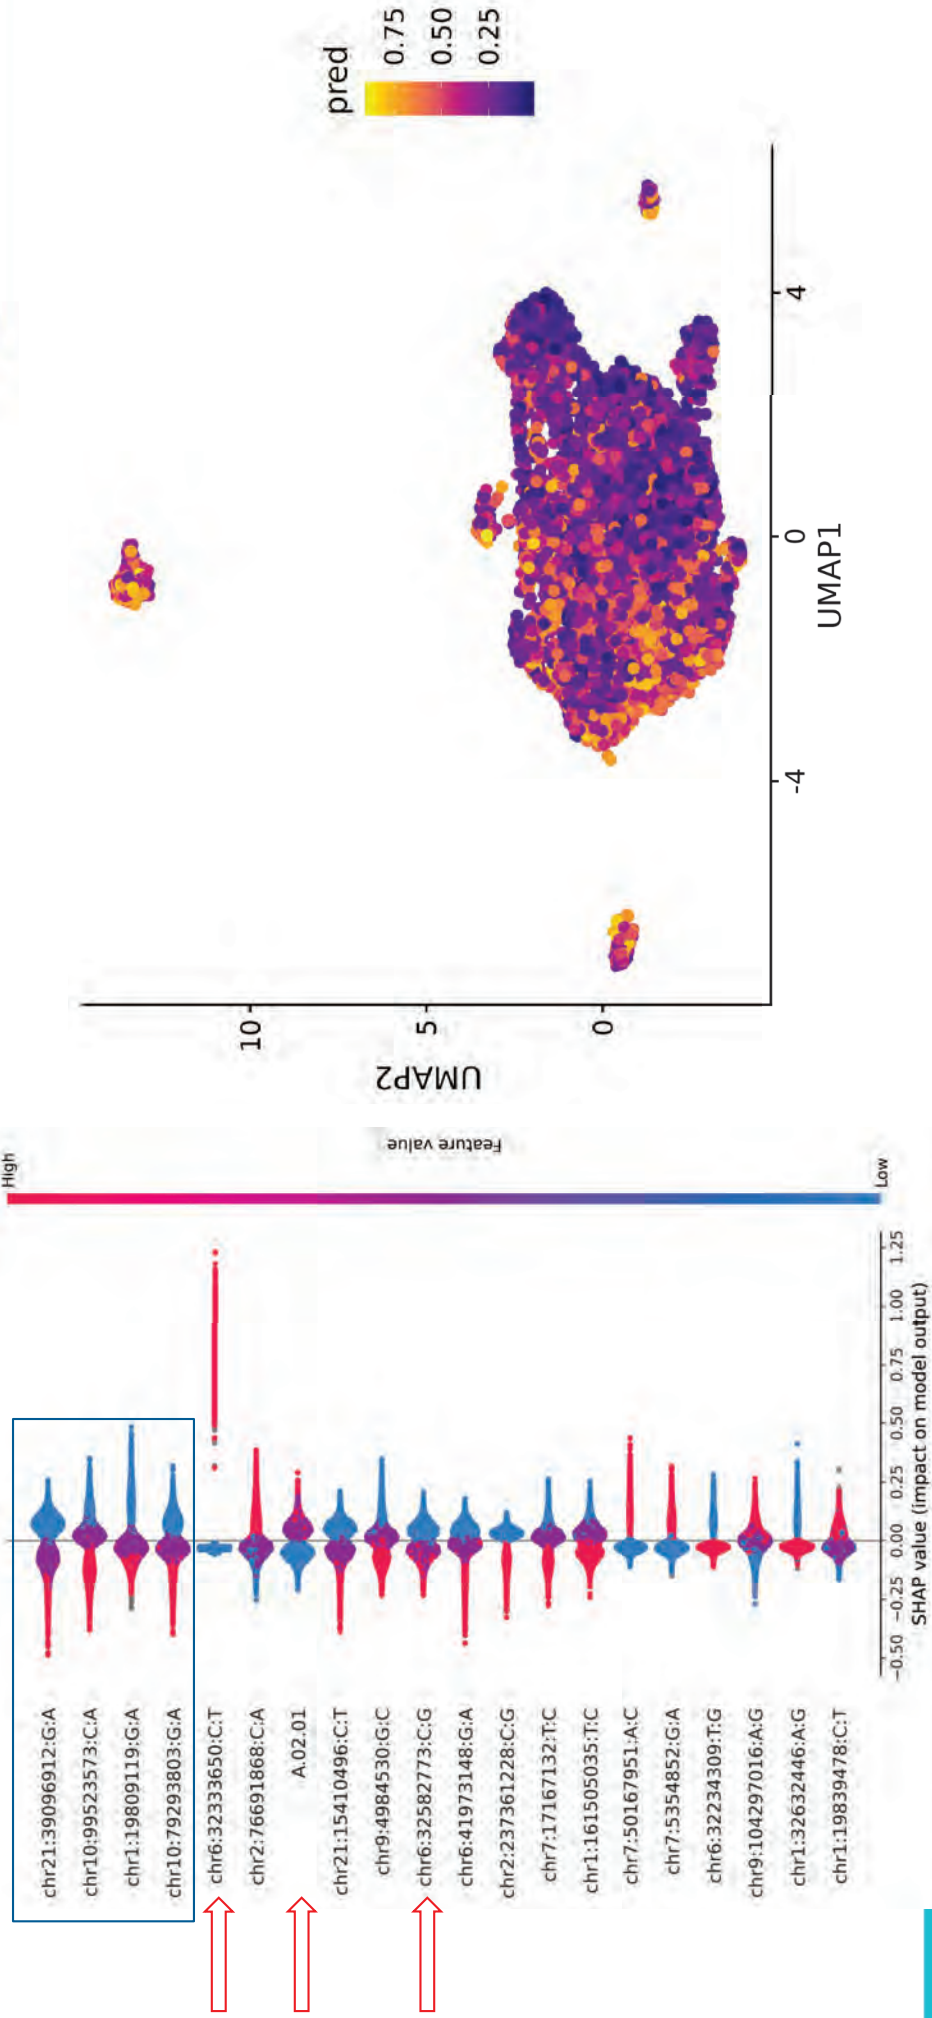 chr21:39096912:G:A
chr10:99523573:C:A
chr1:19809119:G:A
chr10:79293803:G:A
chr6:32333650:C:T
chr2:76691868:C:A
A.02.01
chr21:15410496:C:T
chr9:4984530:G:C
chr6:32582773:C:G
chr6:41973148:G:A
chr2:237361228:C:G
chr7:17167132:T:C
chr1:161505035:T:C
chr7:50167951:A:C
chr7:5354852:G:A
chr6:32234309:T:G
chr9:104297016:A:G
chr1:32632446:A:G
chr1:19839478:C:T
−0.50 −0.25 0.00 0.25 0.50 0.75 1.00 1.25
SHAP value (impact on model output)
High
Feature value
Low
UMAP2
10
5
0
-4 0 4
UMAP1
pred
0.75
0.50
0.25